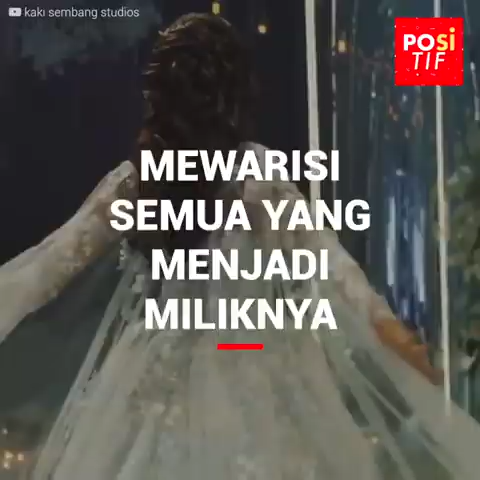 kaki sembang studios
POSi
TIF
MEWARISI
SEMUA YANG
MENJADI
MILIKNYA